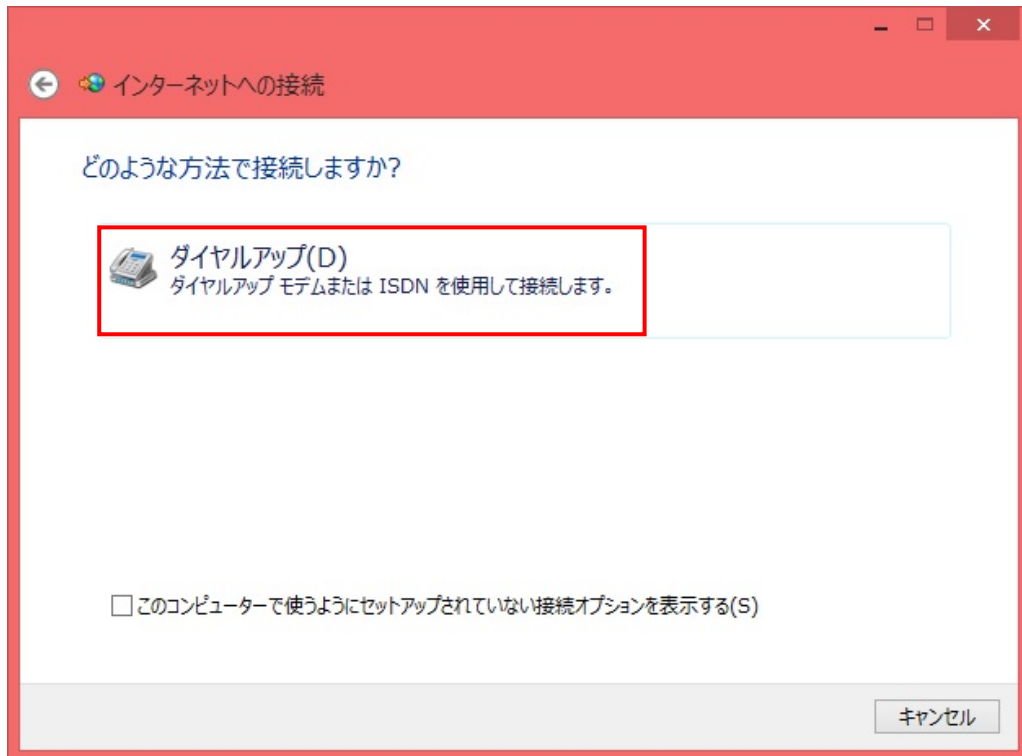 インターネットへの接続
どのような方法で接続しますか?
ダイヤルアップ(D)
ダイヤルアップ モデムまたは ISDN を使用して接続します。
このコンピューターで使うようにセットアップされていない接続オプションを表示する(S)
キャンセル